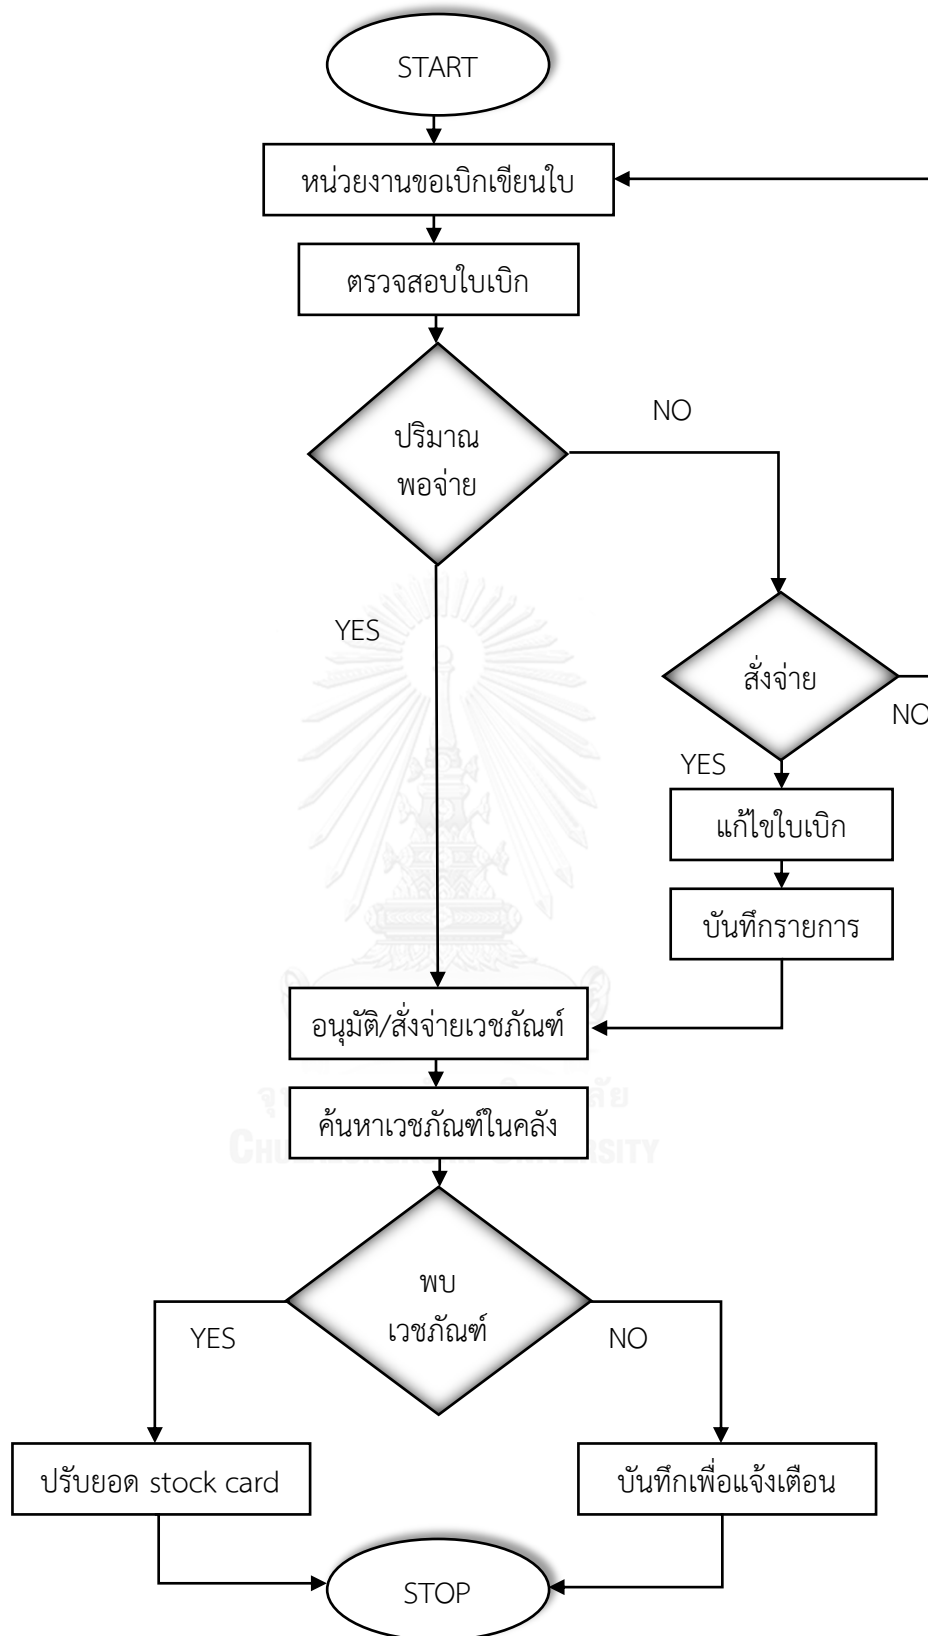 START
หน่วยงานขอเบิกเขียนใบ
ตรวจสอบใบเบิก
ปริมาณ
พอจ่าย
NO
YES
สั่งจ่าย
NO
YES
แก้ไขใบเบิก
บันทึกรายการ
อนุมัติ/สั่งจ่ายเวชภัณฑ์
ค้นหาเวชภัณฑ์ในคลัง
พบ
เวชภัณฑ์
YES
NO
ปรับยอด stock card
บันทึกเพื่อแจ้งเตือน
STOP